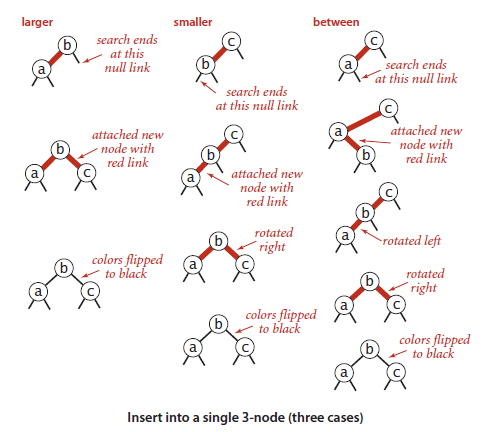 larger
b
search ends
at this
null link
a
b
attached new
node with
red link
a
c
b
colors flipped
to black
a
c
smaller
c
b
search ends
at this null link
c
b
a
attached new
node with
red link
b
rotated
right
a
c
b
colors flipped
to black
a
c
between
c
a
search ends
at this null link
c
a
attached new
node with
red link
b
c
b
a
rotated left
b
rotated
right
a
c
b
colors flipped
to black
a
c
Insert into a single 3-node (three cases)